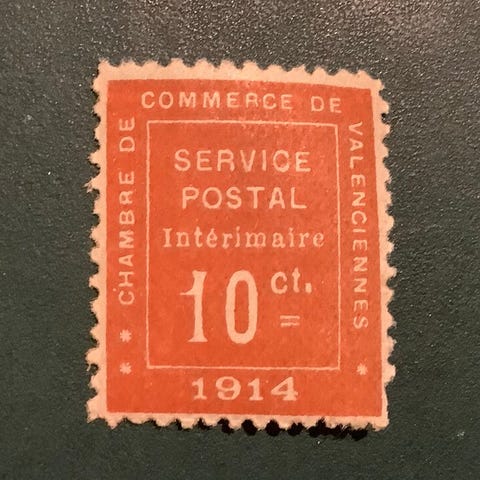 CHAMBRE DE
COMMERCE DE
VALENCIENNES
SERVICE
POSTAL
Intérimaire
10 ct.
1914